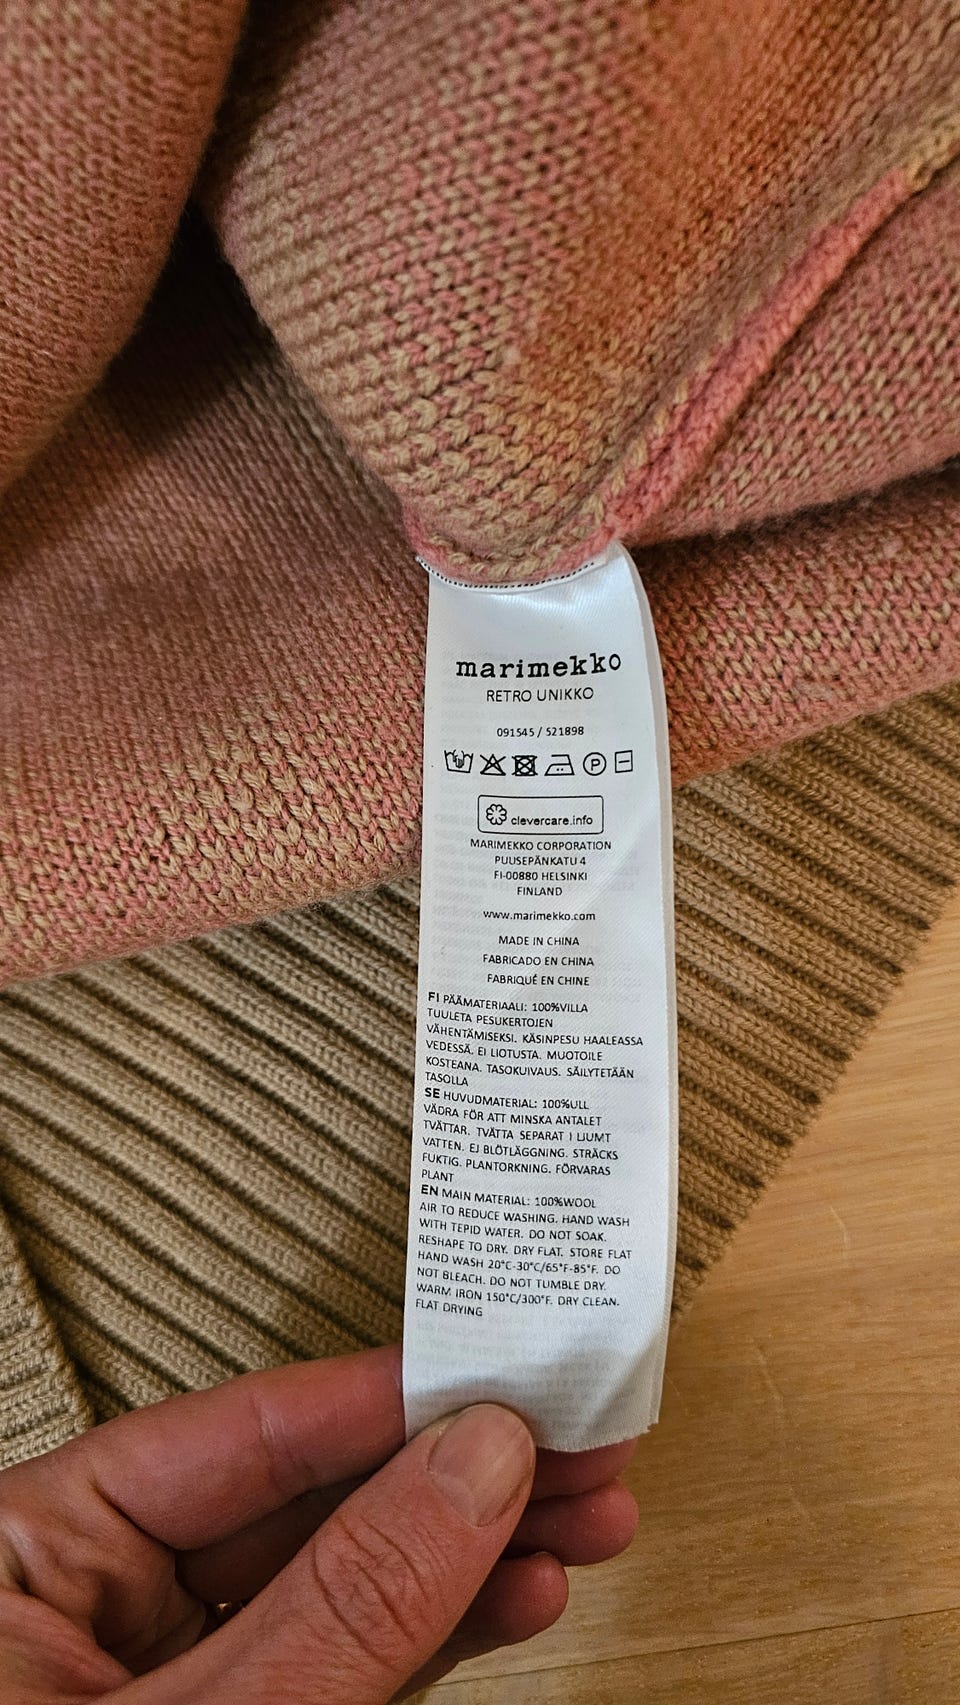 marimekko
RETRO UNIKKO
091545 / 521898
P
clevercare.info
MARIMEKKO CORPORATION
PUUSEPÄNKATU 4
FI-00880 HELSINKI
FINLAND
www.marimekko.com
MADE IN CHINA
FABRICADO EN CHINA
FABRIQUÉ EN CHINE
FI PÄÄMATERIAALI: 100%VILLA
TUULETA PESUKERTOJEN
VÄHENTÄMISEKSI. KÄSINPESU HAALEASSA
VEDESSÄ. EI LIOTUSTA. MUOTOILE
KOSTEANA. TASOKUIVAUS. SÄILYTETÄÄN
TASOLLA
SE HUVUDMATERIAL: 100%ULL
VÄDRA FÖR ATT MINSKA ANTALET
TVÄTTAR. TVÄTTA SEPARAT I LJUMT
VATTEN. EJ BLÖTLÄGGNING. STRÄCKS
FUKTIG. PLANTORKNING. FÖRVARAS
PLANT
EN MAIN MATERIAL: 100%WOOL
AIR TO REDUCE WASHING. HAND WASH
WITH TEPID WATER. DO NOT SOAK.
RESHAPE TO DRY. DRY FLAT. STORE FLAT
HAND WASH 20°C-30°C/65°F-85°F. DO
NOT BLEACH. DO NOT TUMBLE DRY.
WARM IRON 150°C/300°F. DRY CLEAN.
FLAT DRYING